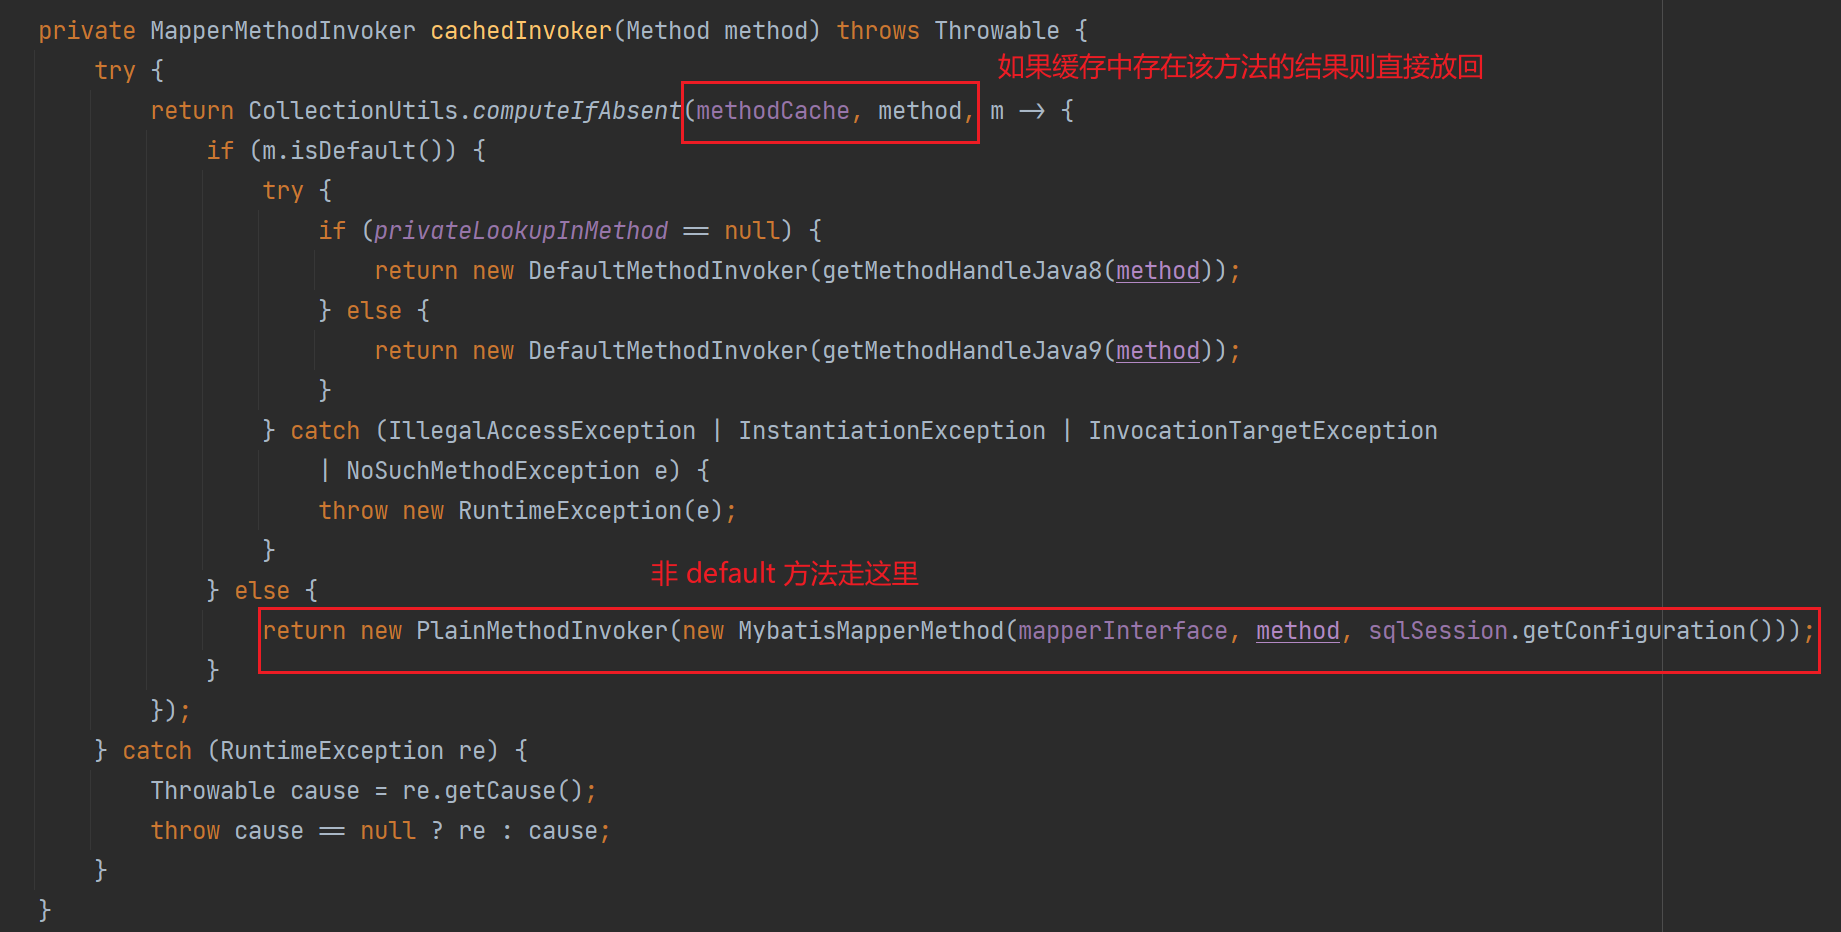 private MapperMethodInvoker cachedInvoker(Method method) throws Throwable {
try {
如果缓存中存在该方法的结果则直接放回
return CollectionUtils.computeIfAbsent(methodCache, method, m -> {
if (m.isDefault()) {
try {
if (privateLookupInMethod == null) {
return new DefaultMethodInvoker(getMethodHandleJava8(method));
} else {
return new DefaultMethodInvoker(getMethodHandleJava9(method));
}
} catch (IllegalAccessException | InstantiationException | InvocationTargetException
| NoSuchMethodException e) {
throw new RuntimeException(e);
}
非 default 方法走这里
} else {
return new PlainMethodInvoker(new MybatisMapperMethod(mapperInterface, method, sqlSession.getConfiguration()));
}
});
} catch (RuntimeException re) {
Throwable cause = re.getCause();
throw cause == null ? re : cause;
}
}